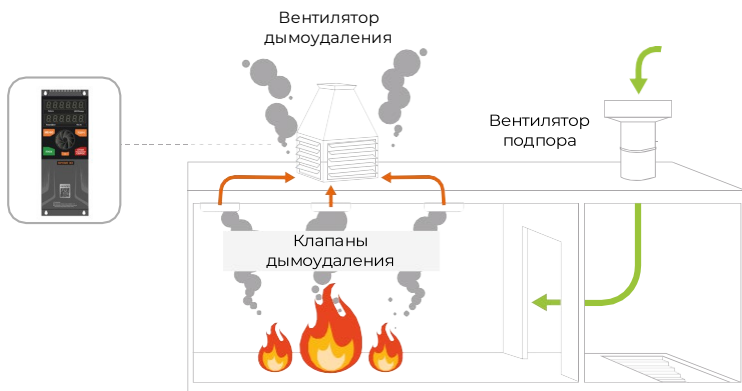 Вентилятор
дымоудаления
Вентилятор
подпора
Клапаны
дымоудаления